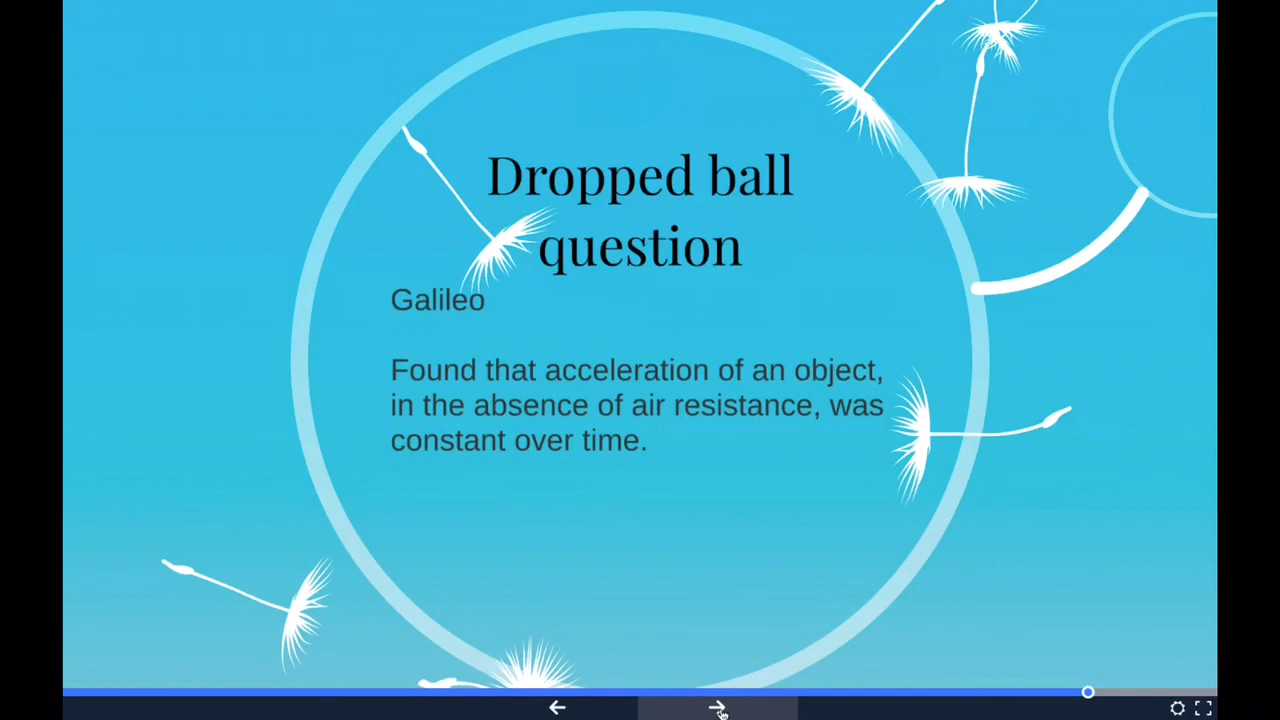 Dropped ball
question
Galileo
Found that acceleration of an object,
in the absence of air resistance, was
constant over time.